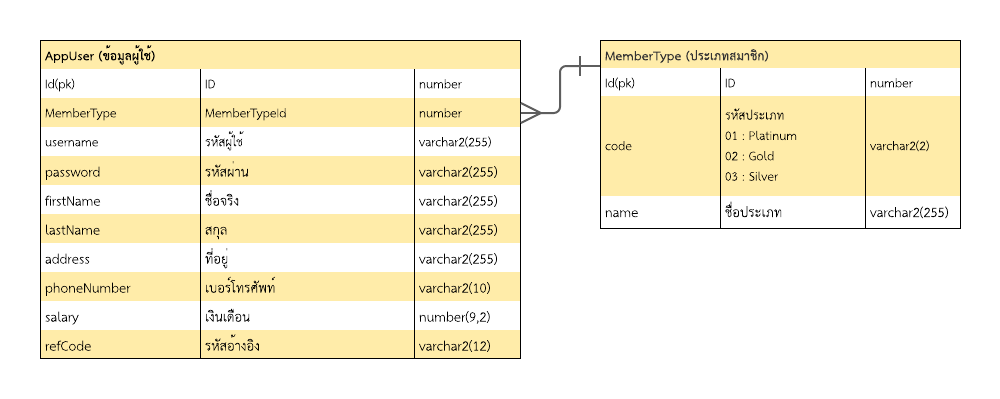 AppUser (ข้อมูลผู้ใช้)
Id(pk) ID number
MemberType MemberTypeId number
username รหัสผู้ใช้ varchar2(255)
password รหัสผ่าน varchar2(255)
firstName ชื่อจริง varchar2(255)
lastName สกุล varchar2(255)
address ที่อยู่ varchar2(255)
phoneNumber เบอร์โทรศัพท์ varchar2(10)
salary เงินเดือน number(9,2)
refCode รหัสอ้างอิง varchar2(12)
MemberType (ประเภทสมาชิก)
Id(pk) ID number
รหัสประเภท
01 : Platinum
code varchar2(2)
02 : Gold
03 : Silver
name ชื่อประเภท varchar2(255)